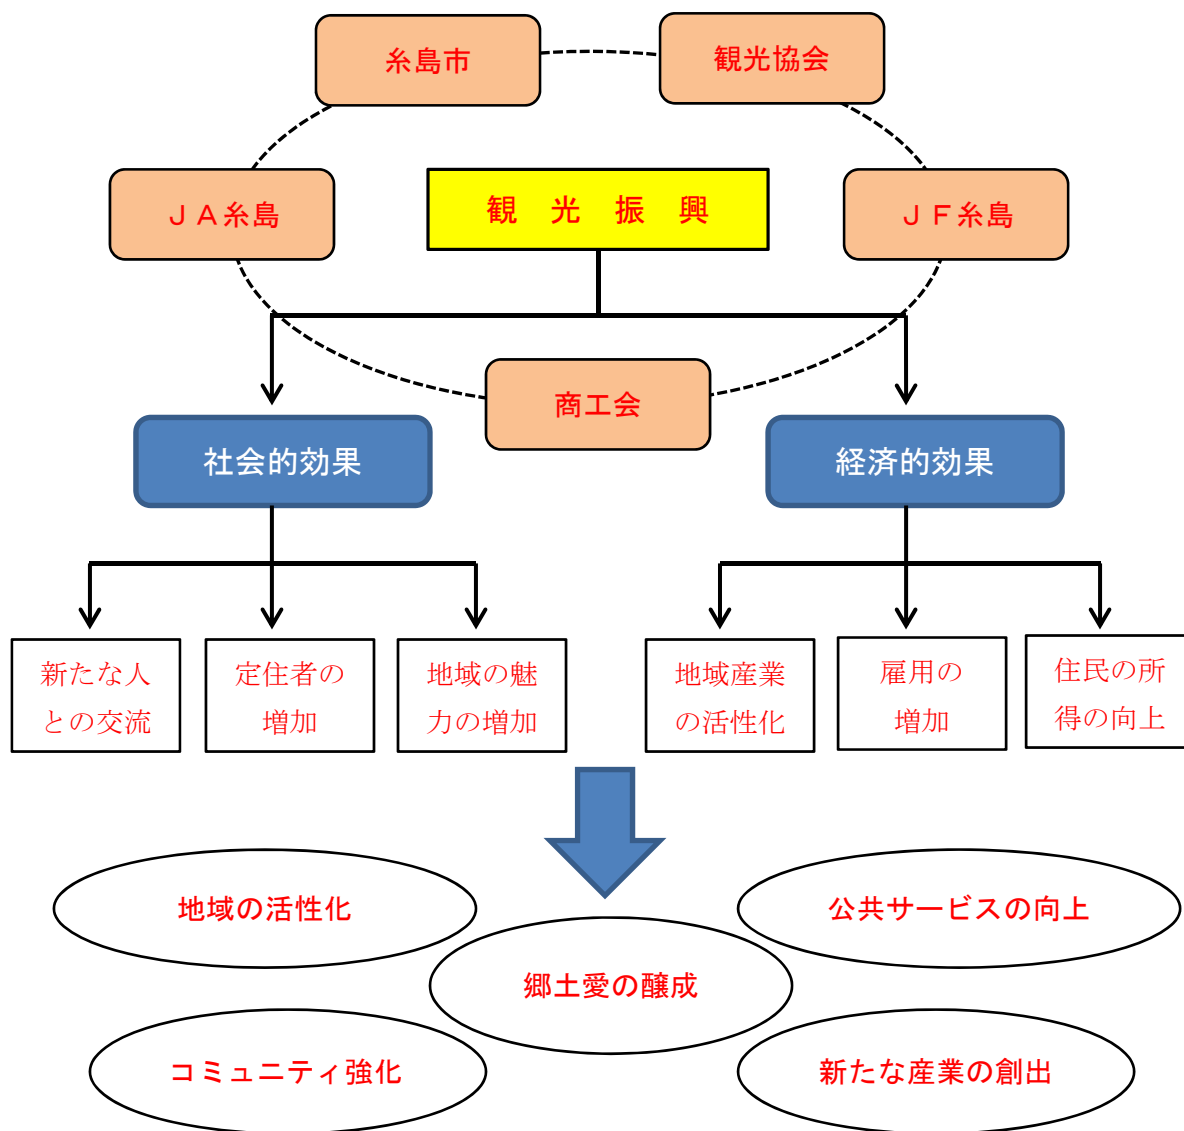 糸島市
観光協会
ＪＡ糸島
観　光　振　興
ＪＦ糸島
商工会
社会的効果
経済的効果
新たな人
との交流
定住者の
増加
地域の魅
力の増加
地域産業
の活性化
雇用の
増加
住民の所
得の向上
地域の活性化
公共サービスの向上
郷土愛の醸成
コミュニティ強化
新たな産業の創出